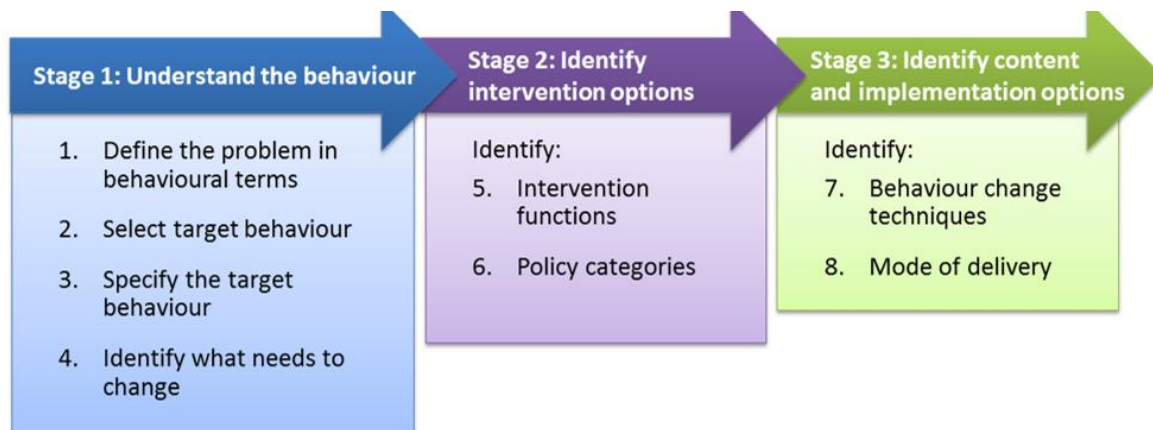 Stage 1: Understand the behaviour
1. Define the problem in
behavioural terms
2. Select target behaviour
3. Specify the target
behaviour
4. Identify what needs to
change
Stage 2: Identify
intervention options
Identify:
5. Intervention
functions
6. Policy categories
Stage 3: Identify content
and implementation options
Identify:
7. Behaviour change
techniques
8. Mode of delivery